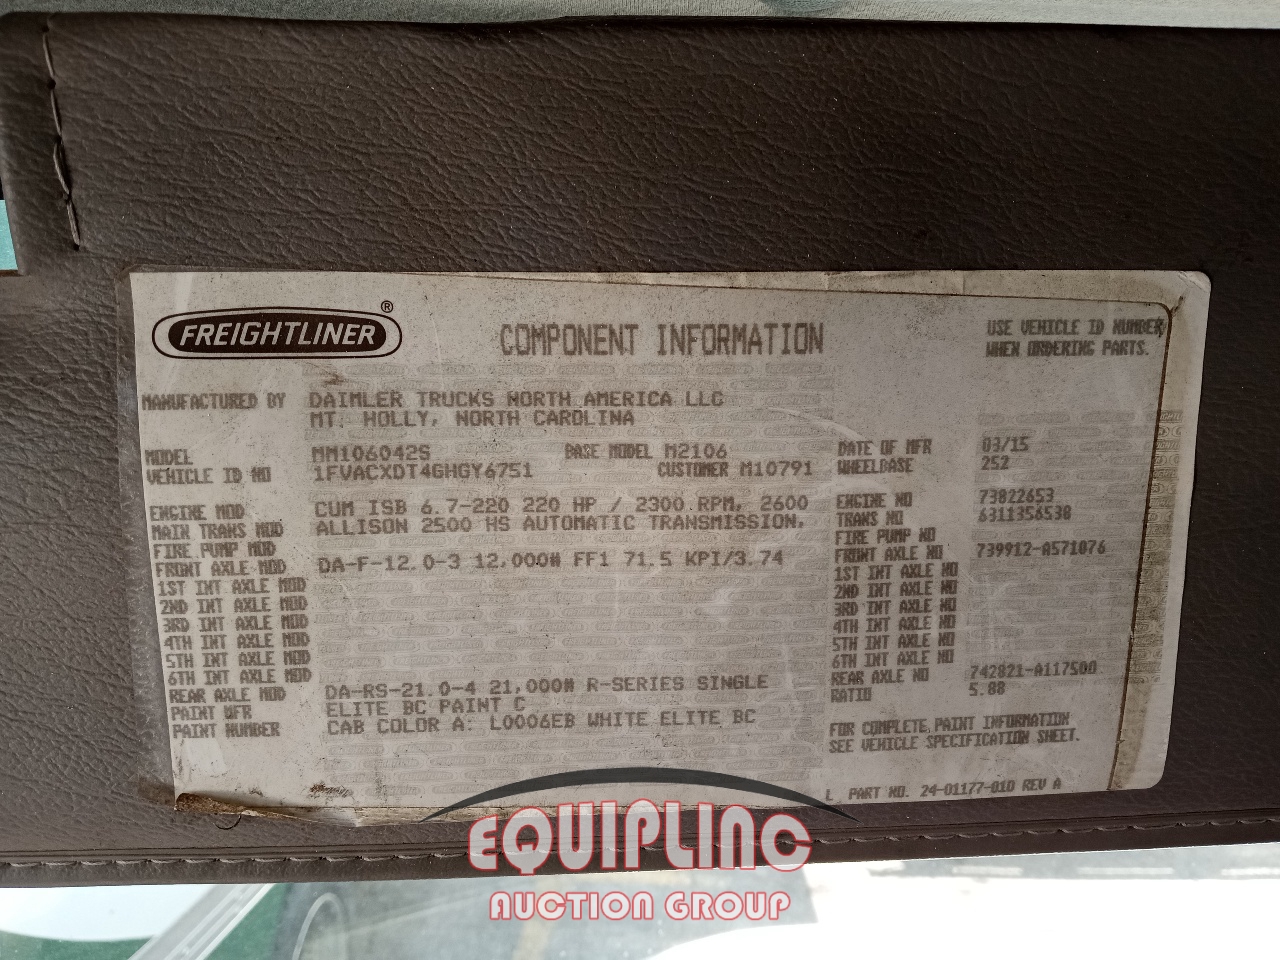 FREIGHTLINER®
COMPONENT INFORMATION
USE VEHICLE ID NUMBER
WHEN ORDERING PARTS.
MANUFACTURED BY DAIMLER TRUCKS NORTH AMERICA LLC
MT. HOLLY, NORTH CAROLINA
MODEL MM106042S BASE MODEL M2106 DATE OF MFR 03/15
VEHICLE ID NO 1FVACXDT4GHGY6751 CUSTOMER M10791 WHEELBASE 252
ENGINE MOD CUM ISB 6.7-220 220 HP / 2300 RPM, 2600 ENGINE NO 73822653
MAIN TRANS MOD ALLISON 2500 HS AUTOMATIC TRANSMISSION, TRANS NO 6311356538
FIRE PUMP MOD FIRE PUMP NO
FRONT AXLE MOD DA-F-12.0-3 12,000# FF1 71.5 KPI/3.74 FRONT AXLE NO 739912-A571076
1ST INT AXLE MOD 1ST INT AXLE NO
2ND INT AXLE MOD 2ND INT AXLE NO
3RD INT AXLE MOD 3RD INT AXLE NO
4TH INT AXLE MOD 4TH INT AXLE NO
5TH INT AXLE MOD 5TH INT AXLE NO
6TH INT AXLE MOD 6TH INT AXLE NO
REAR AXLE MOD DA-RS-21.0-4 21,000# R-SERIES SINGLE REAR AXLE NO 742821-A117500
PAINT MFR ELITE BC PAINT C RATIO 5.88
PAINT NUMBER CAB COLOR A: L0006EB WHITE ELITE BC
FOR COMPLETE PAINT INFORMATION
SEE VEHICLE SPECIFICATION SHEET.
L PART NO. 24-01177-010 REV A
EQUIPLINC
AUCTION GROUP